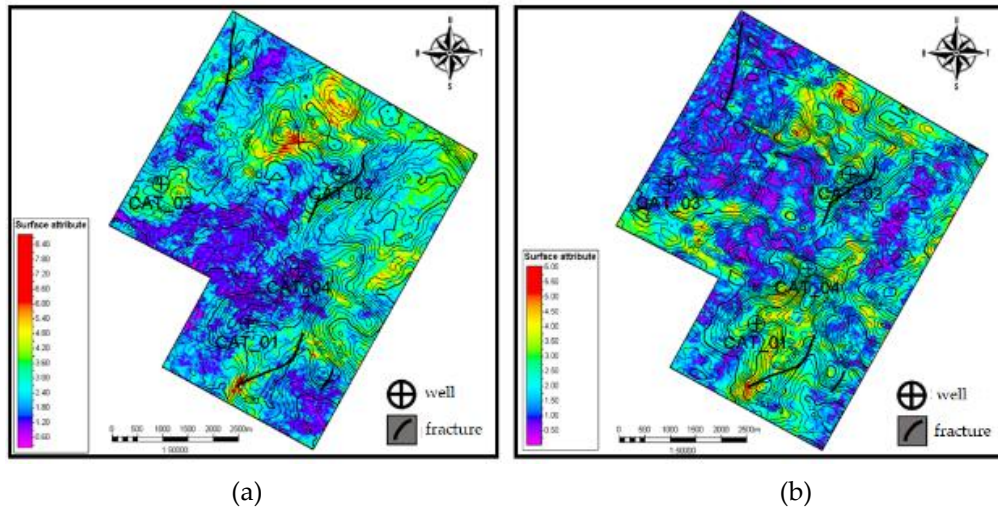 CAT_03
CAT_02
CAT_04
CAT_01
Surface attribute
8.40
7.80
7.20
6.60
6.00
5.40
4.80
4.20
3.60
3.00
2.40
1.80
1.20
0.60
well
fracture
0 500 1000 1500 2000 2500m
1:50000
(a)
CAT_03
CAT_02
CAT_04
CAT_01
Surface attribute
6.00
5.50
5.00
4.50
4.00
3.50
3.00
2.50
2.00
1.50
1.00
0.50
well
fracture
0 500 1000 1500 2000 2500m
1:50000
(b)